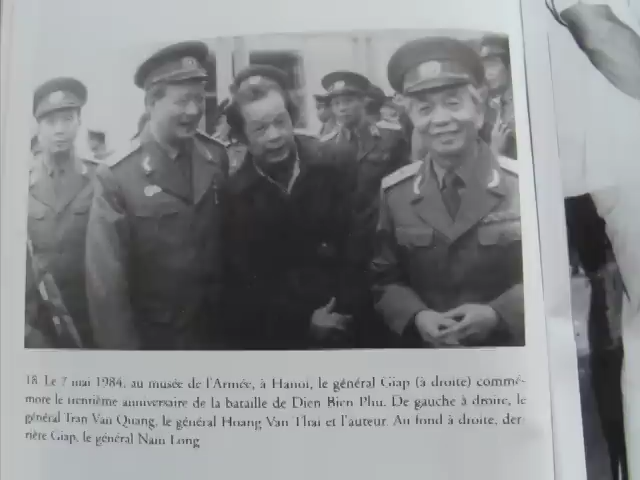 18. Le 7 mai 1984, au musée de l'Armée, à Hanoi, le général Giap (à droite) commé-
more le trentième anniversaire de la bataille de Dien Bien Phu. De gauche à droite, le
général Tran Van Quang, le général Hoang Van Thai et l'auteur. Au fond à droite, der-
rière Giap, le général Nam Long